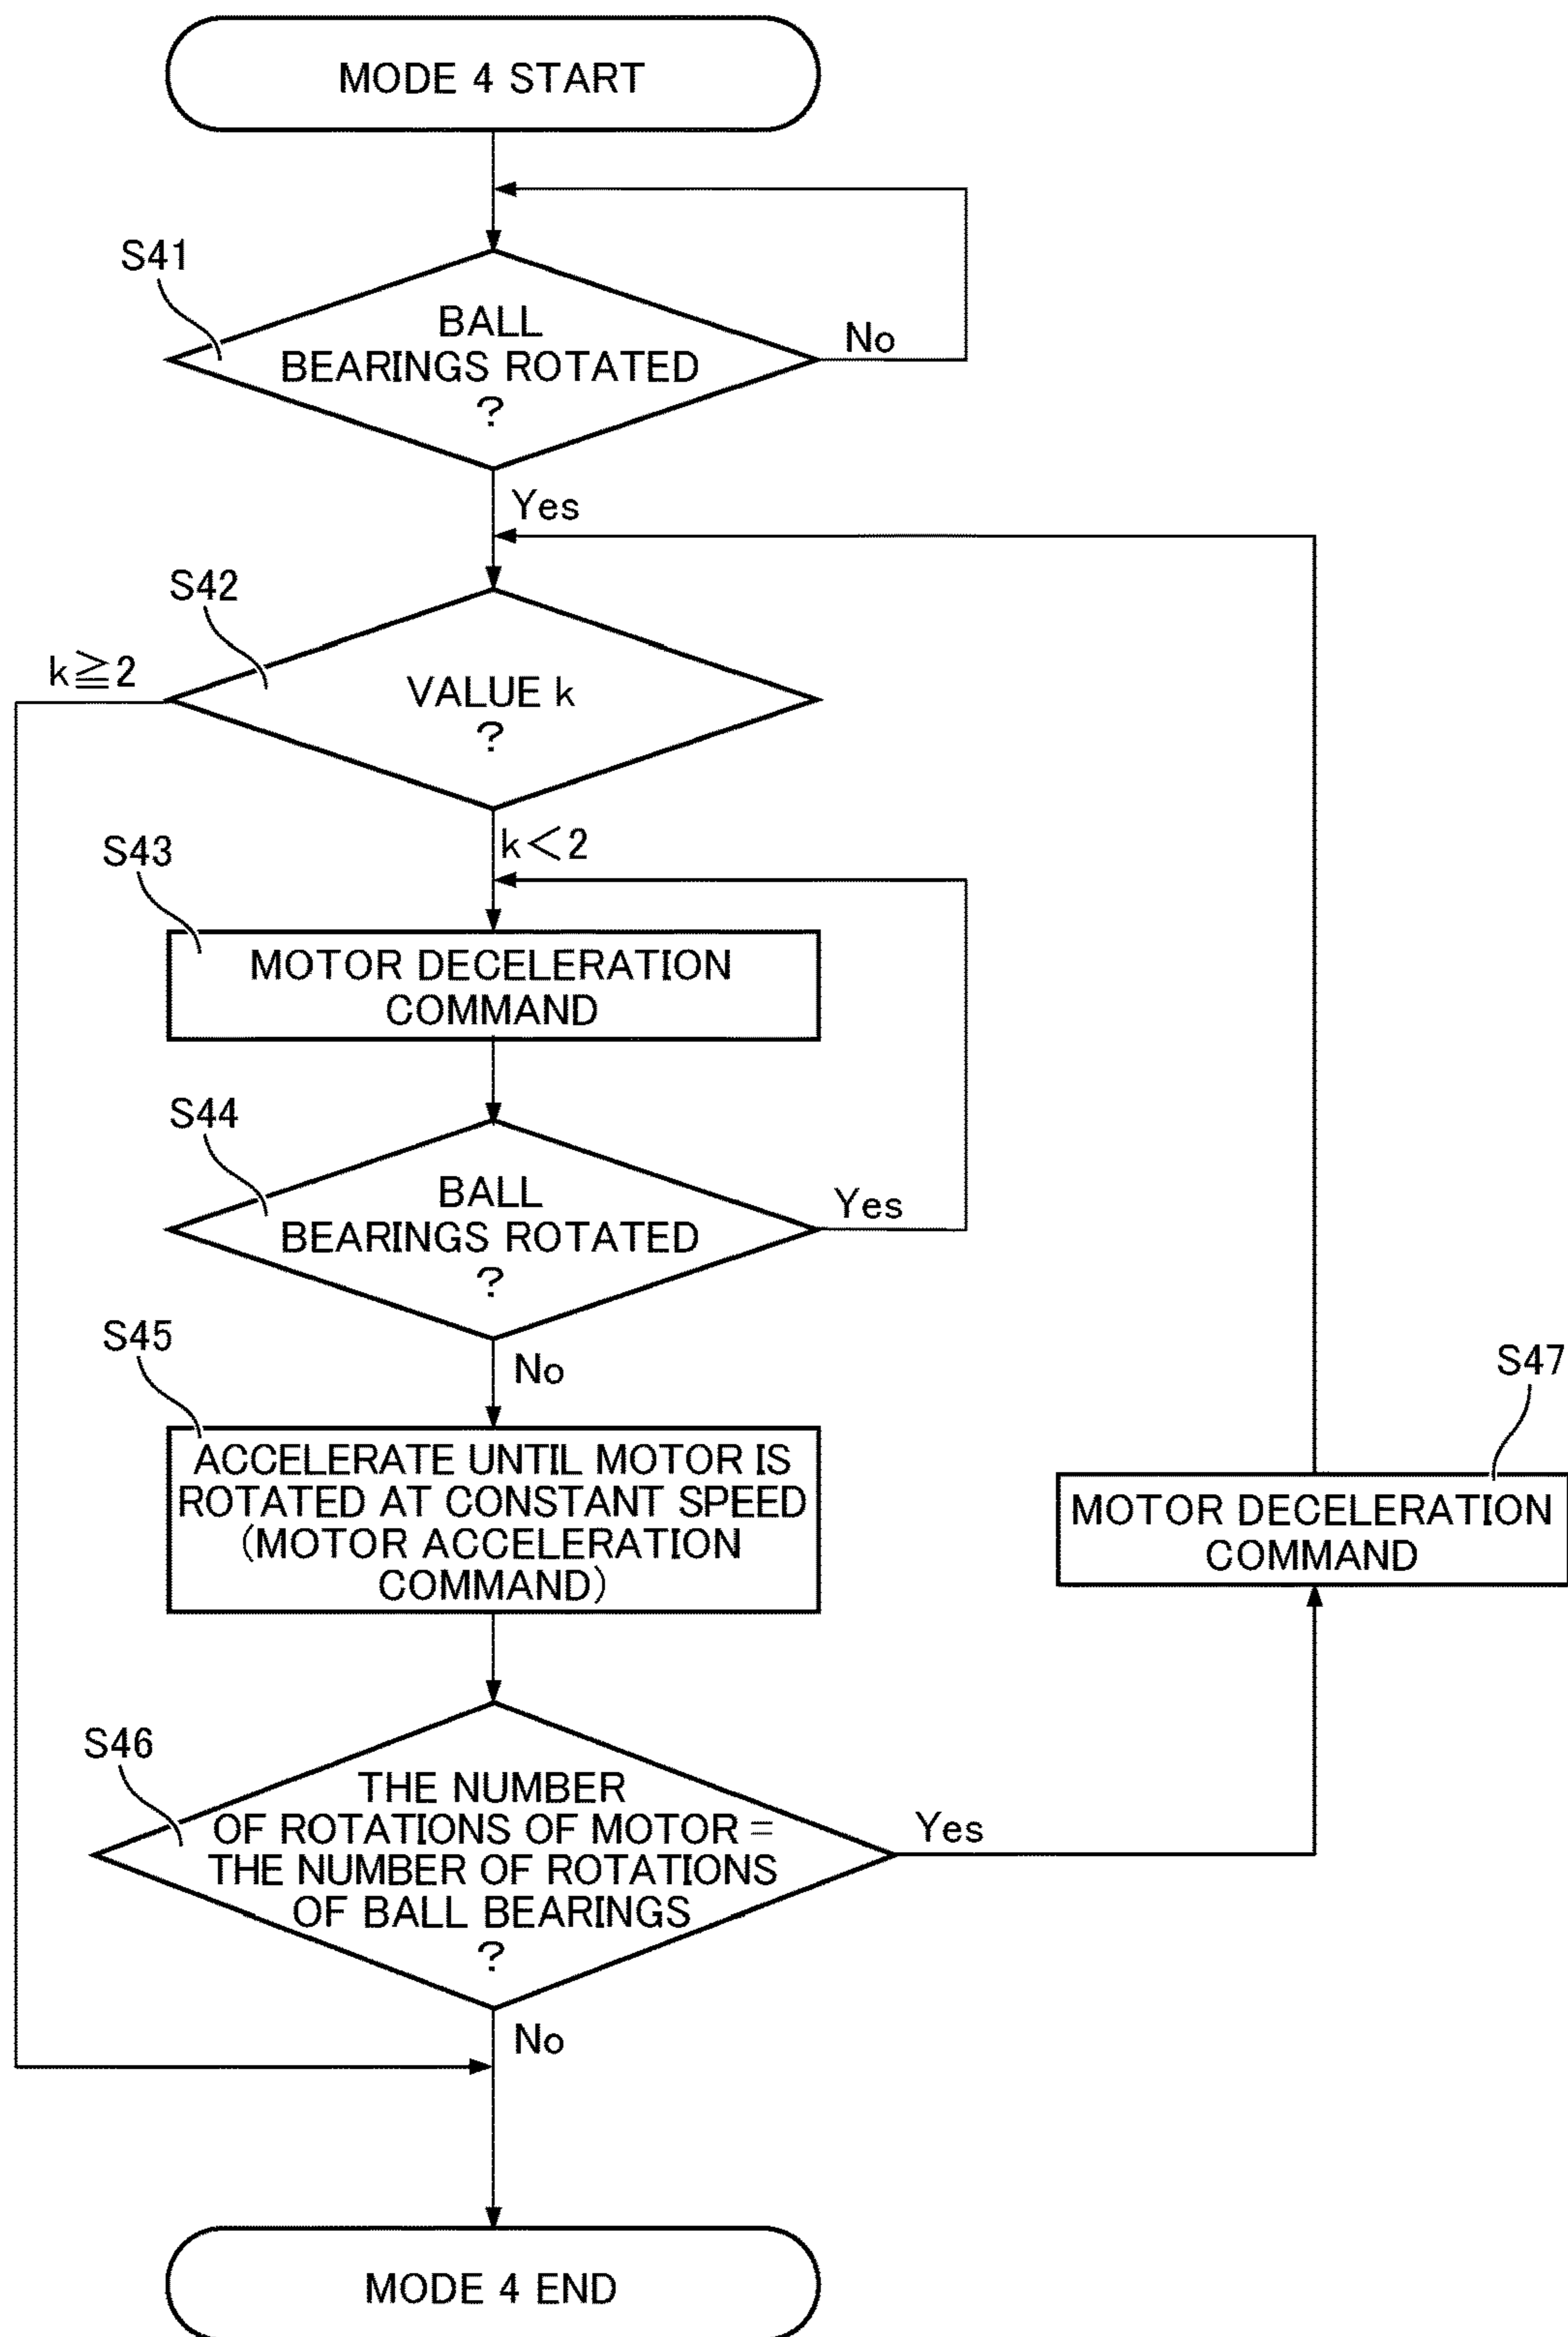 MODE 4 START
S41
BALL
BEARINGS ROTATED
?
No
Yes
S42
k≧2
VALUE k
?
k<2
S43
MOTOR DECELERATION
COMMAND
S44
BALL
BEARINGS ROTATED
?
Yes
No
S45
ACCELERATE UNTIL MOTOR IS
ROTATED AT CONSTANT SPEED
(MOTOR ACCELERATION
COMMAND)
S47
MOTOR DECELERATION
COMMAND
S46
THE NUMBER
OF ROTATIONS OF MOTOR =
THE NUMBER OF ROTATIONS
OF BALL BEARINGS
?
Yes
No
MODE 4 END